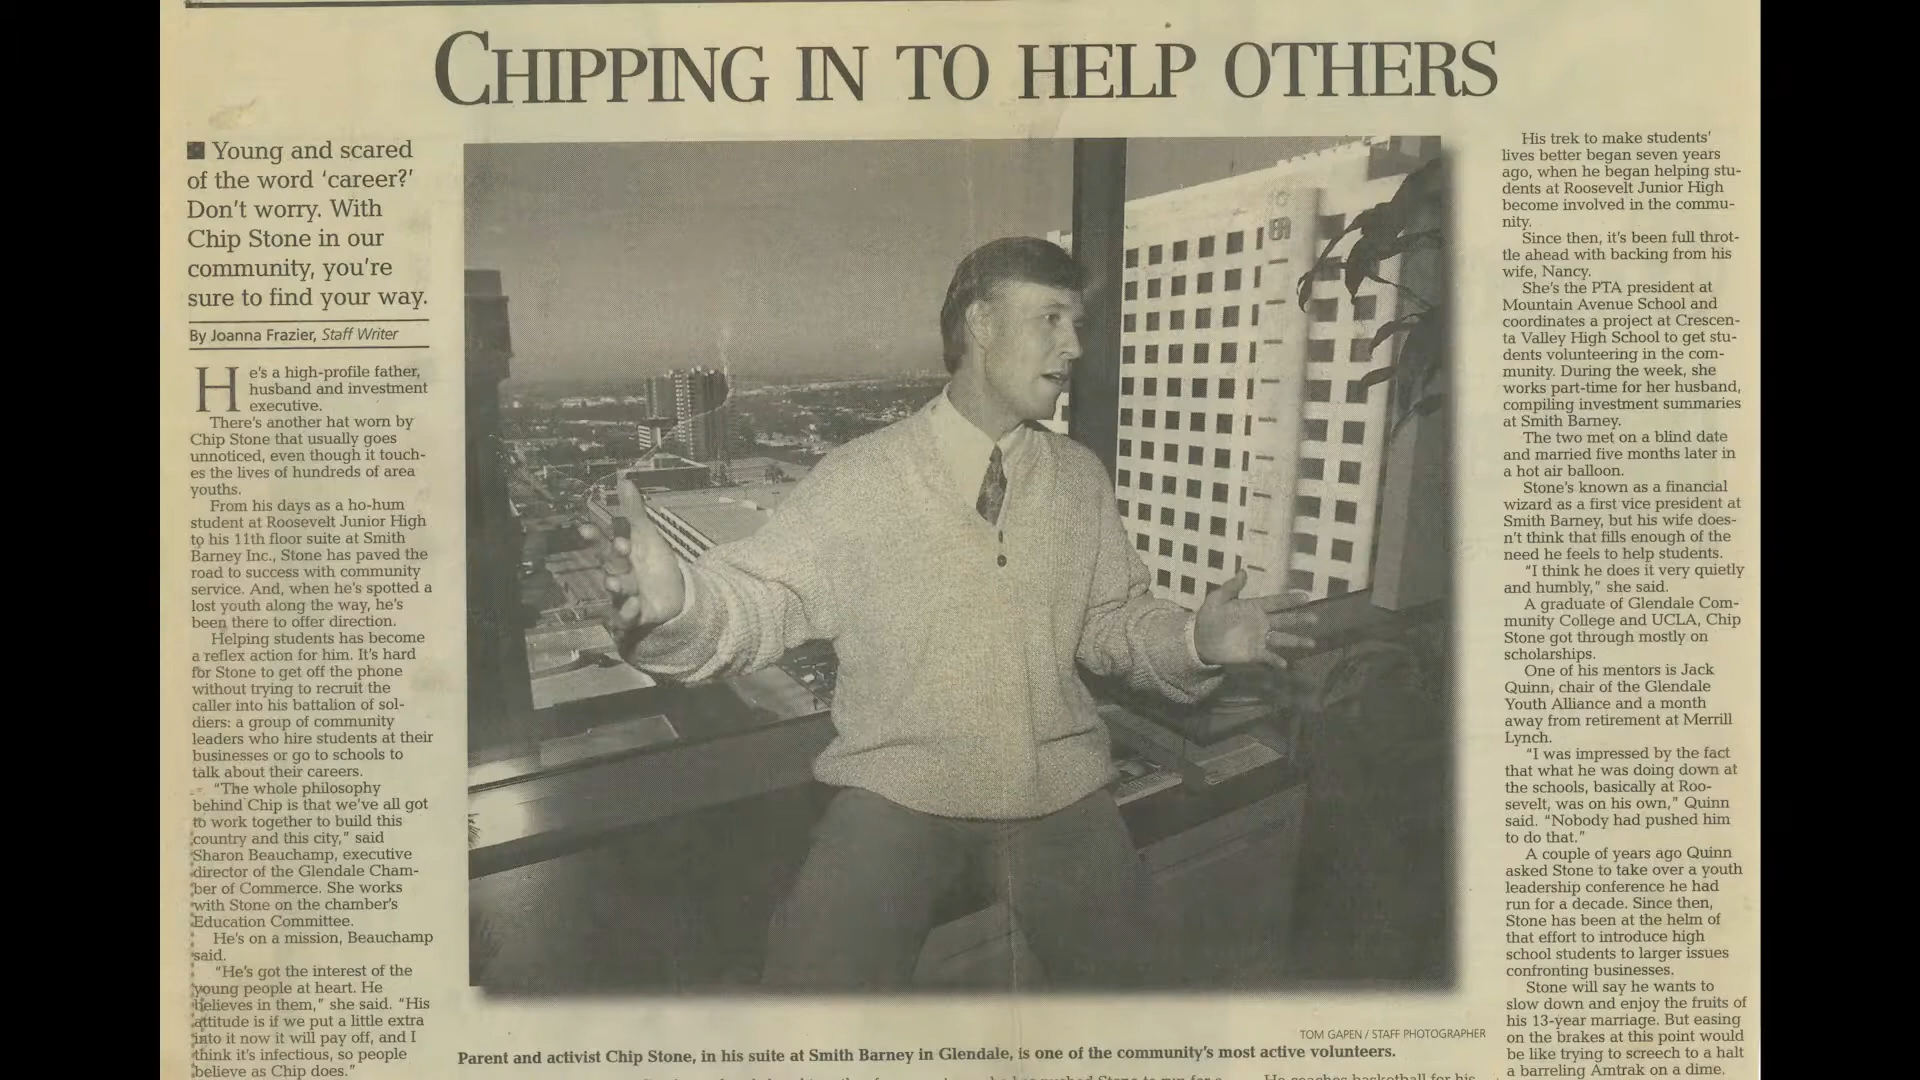 CHIPPING IN TO HELP OTHERS
■ Young and scared
of the word ‘career?’
Don't worry. With
Chip Stone in our
community, you're
sure to find your way.
By Joanna Frazier, Staff Writer
He's a high-profile father,
husband and investment
executive.
There's another hat worn by
Chip Stone that usually goes
unnoticed, even though it touch-
es the lives of hundreds of area
youths.
From his days as a ho-hum
student at Roosevelt Junior High
to his 11th floor suite at Smith
Barney Inc., Stone has paved the
road to success with community
service. And, when he's spotted a
lost youth along the way, he's
been there to offer direction.
Helping students has become
a reflex action for him. It's hard
for Stone to get off the phone
without trying to recruit the
caller into his battalion of sol-
diers: a group of community
leaders who hire students at their
businesses or go to schools to
talk about their careers.
“The whole philosophy
behind Chip is that we've all got
to work together to build this
country and this city,” said
Sharon Beauchamp, executive
director of the Glendale Cham-
ber of Commerce. She works
with Stone on the chamber's
Education Committee.
He's on a mission, Beauchamp
said.
“He's got the interest of the
young people at heart. He
believes in them,” she said. “His
attitude is if we put a little extra
into it now it will pay off, and I
think it's infectious, so people
believe as Chip does.”
TOM GAPEN / STAFF PHOTOGRAPHER
Parent and activist Chip Stone, in his suite at Smith Barney in Glendale, is one of the community's most active volunteers.
He coaches basketball for his
His trek to make students'
lives better began seven years
ago, when he began helping stu-
dents at Roosevelt Junior High
become involved in the commu-
nity.
Since then, it's been full throt-
tle ahead with backing from his
wife, Nancy.
She's the PTA president at
Mountain Avenue School and
coordinates a project at Crescen-
ta Valley High School to get stu-
dents volunteering in the com-
munity. During the week, she
works part-time for her husband,
compiling investment summaries
at Smith Barney.
The two met on a blind date
and married five months later in
a hot air balloon.
Stone's known as a financial
wizard as a first vice president at
Smith Barney, but his wife does-
n't think that fills enough of the
need he feels to help students.
“I think he does it very quietly
and humbly,” she said.
A graduate of Glendale Com-
munity College and UCLA, Chip
Stone got through mostly on
scholarships.
One of his mentors is Jack
Quinn, chair of the Glendale
Youth Alliance and a month
away from retirement at Merrill
Lynch.
“I was impressed by the fact
that what he was doing down at
the schools, basically at Roo-
sevelt, was on his own,” Quinn
said. “Nobody had pushed him
to do that.”
A couple of years ago Quinn
asked Stone to take over a youth
leadership conference he had
run for a decade. Since then,
Stone has been at the helm of
that effort to introduce high
school students to larger issues
confronting businesses.
Stone will say he wants to
slow down and enjoy the fruits of
his 13-year marriage. But easing
on the brakes at this point would
be like trying to screech to a halt
a barreling Amtrak on a dime.